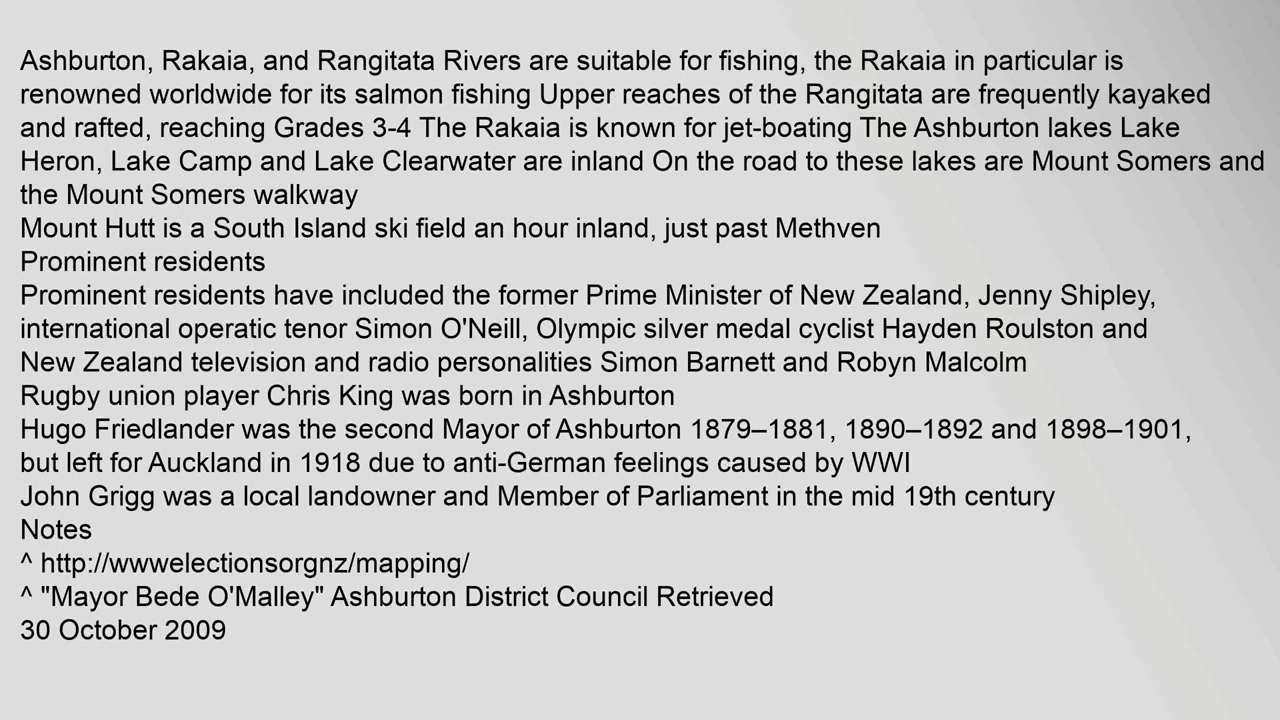 Ashburton, Rakaia, and Rangitata Rivers are suitable for fishing, the Rakaia in particular is
renowned worldwide for its salmon fishing Upper reaches of the Rangitata are frequently kayaked
and rafted, reaching Grades 3-4 The Rakaia is known for jet-boating The Ashburton lakes Lake
Heron, Lake Camp and Lake Clearwater are inland On the road to these lakes are Mount Somers and
the Mount Somers walkway
Mount Hutt is a South Island ski field an hour inland, just past Methven
Prominent residents
Prominent residents have included the former Prime Minister of New Zealand, Jenny Shipley,
international operatic tenor Simon O'Neill, Olympic silver medal cyclist Hayden Roulston and
New Zealand television and radio personalities Simon Barnett and Robyn Malcolm
Rugby union player Chris King was born in Ashburton
Hugo Friedlander was the second Mayor of Ashburton 1879–1881, 1890–1892 and 1898–1901,
but left for Auckland in 1918 due to anti-German feelings caused by WWI
John Grigg was a local landowner and Member of Parliament in the mid 19th century
Notes
^ http://wwwelectionsorgnz/mapping/
^ "Mayor Bede O'Malley" Ashburton District Council Retrieved
30 October 2009